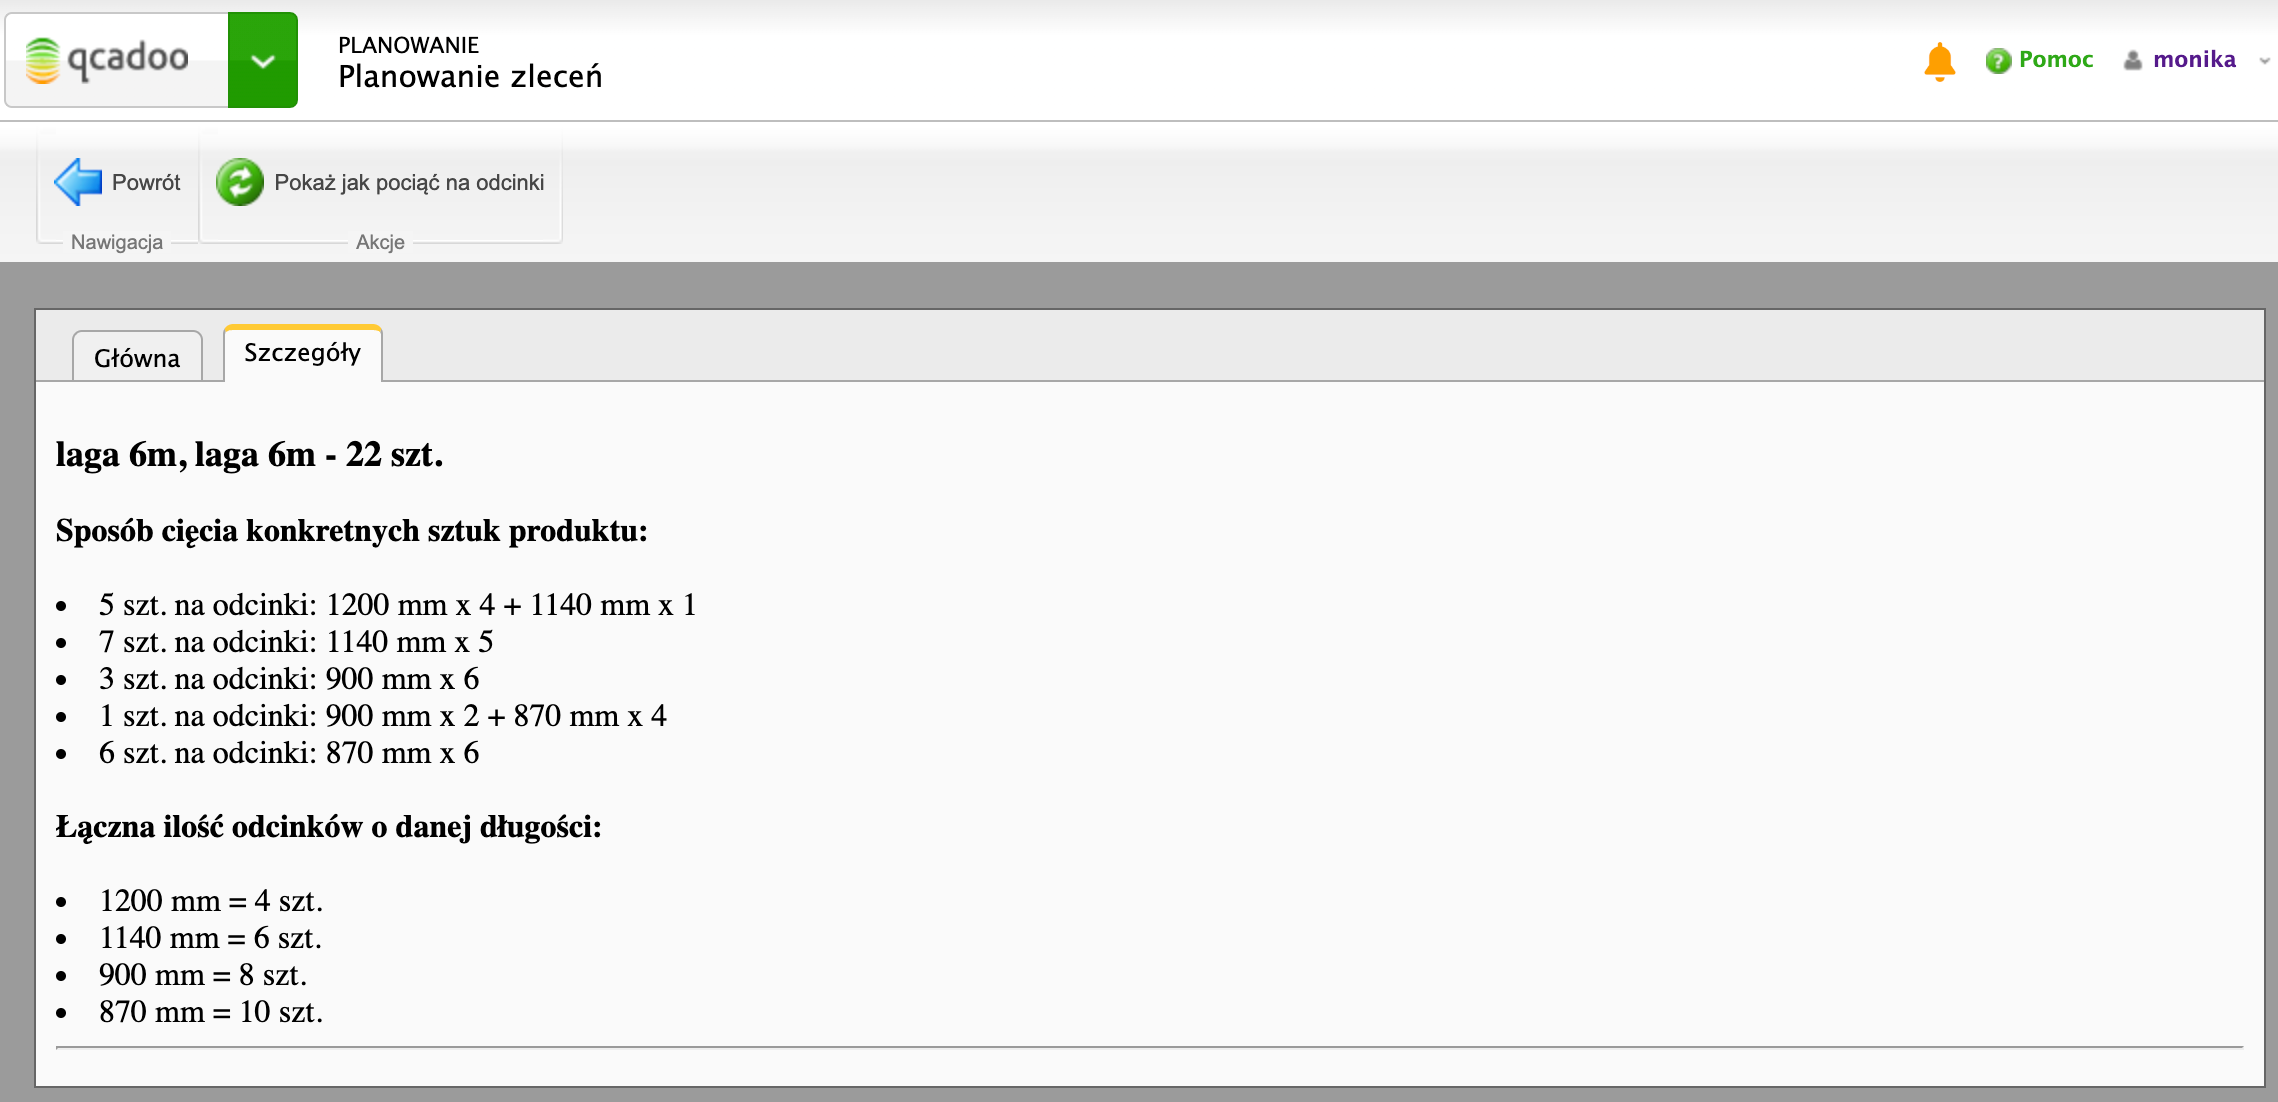 qcadoo
PLANOWANIE
Planowanie zleceń
Pomoc
monika
Powrót
Pokaż jak pociąć na odcinki
Nawigacja
Akcje
Główna
Szczegóły
laga 6m, laga 6m - 22 szt.
Sposób cięcia konkretnych sztuk produktu:
• 5 szt. na odcinki: 1200 mm x 4 + 1140 mm x 1
• 7 szt. na odcinki: 1140 mm x 5
• 3 szt. na odcinki: 900 mm x 6
• 1 szt. na odcinki: 900 mm x 2 + 870 mm x 4
• 6 szt. na odcinki: 870 mm x 6
Łączna ilość odcinków o danej długości:
• 1200 mm = 4 szt.
• 1140 mm = 6 szt.
• 900 mm = 8 szt.
• 870 mm = 10 szt.